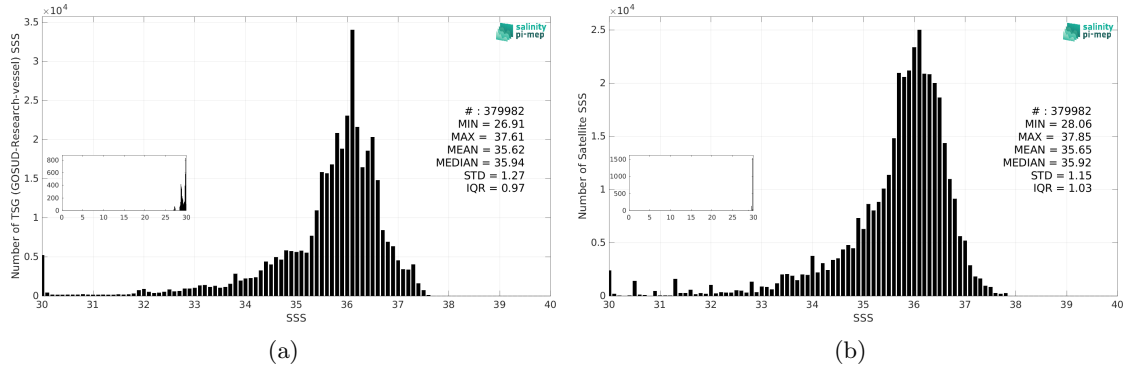 ×10⁴
salinity
pi-mep
Number of TSG (GOSUD-Research-vessel) SSS
3.5
3
2.5
2
1.5
1
0.5
0
# : 379982
MIN = 26.91
MAX = 37.61
MEAN = 35.62
MEDIAN = 35.94
STD = 1.27
IQR = 0.97
800
600
400
200
0
0 5 10 15 20 25 30
30 31 32 33 34 35 36 37 38 39 40
SSS
(a)
×10⁴
salinity
pi-mep
Number of Satellite SSS
2.5
2
1.5
1
0.5
0
# : 379982
MIN = 28.06
MAX = 37.85
MEAN = 35.65
MEDIAN = 35.92
STD = 1.15
IQR = 1.03
1500
1000
500
0
0 5 10 15 20 25 30
30 31 32 33 34 35 36 37 38 39 40
SSS
(b)